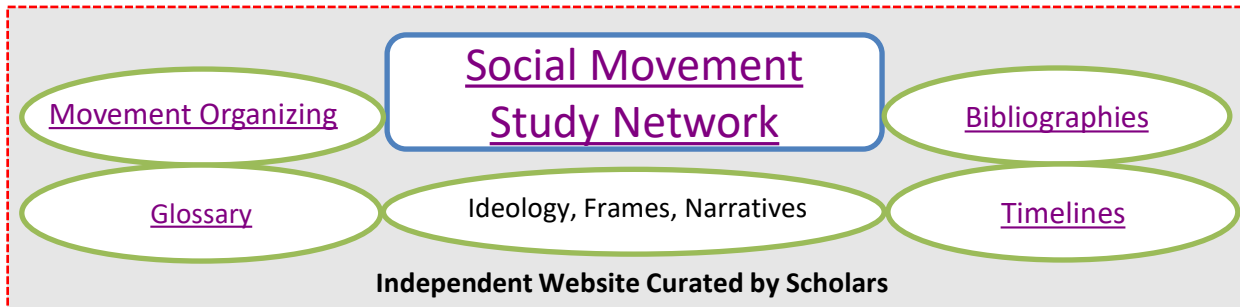 Social Movement
Study Network
Movement Organizing
Bibliographies
Glossary
Ideology, Frames, Narratives
Timelines
Independent Website Curated by Scholars